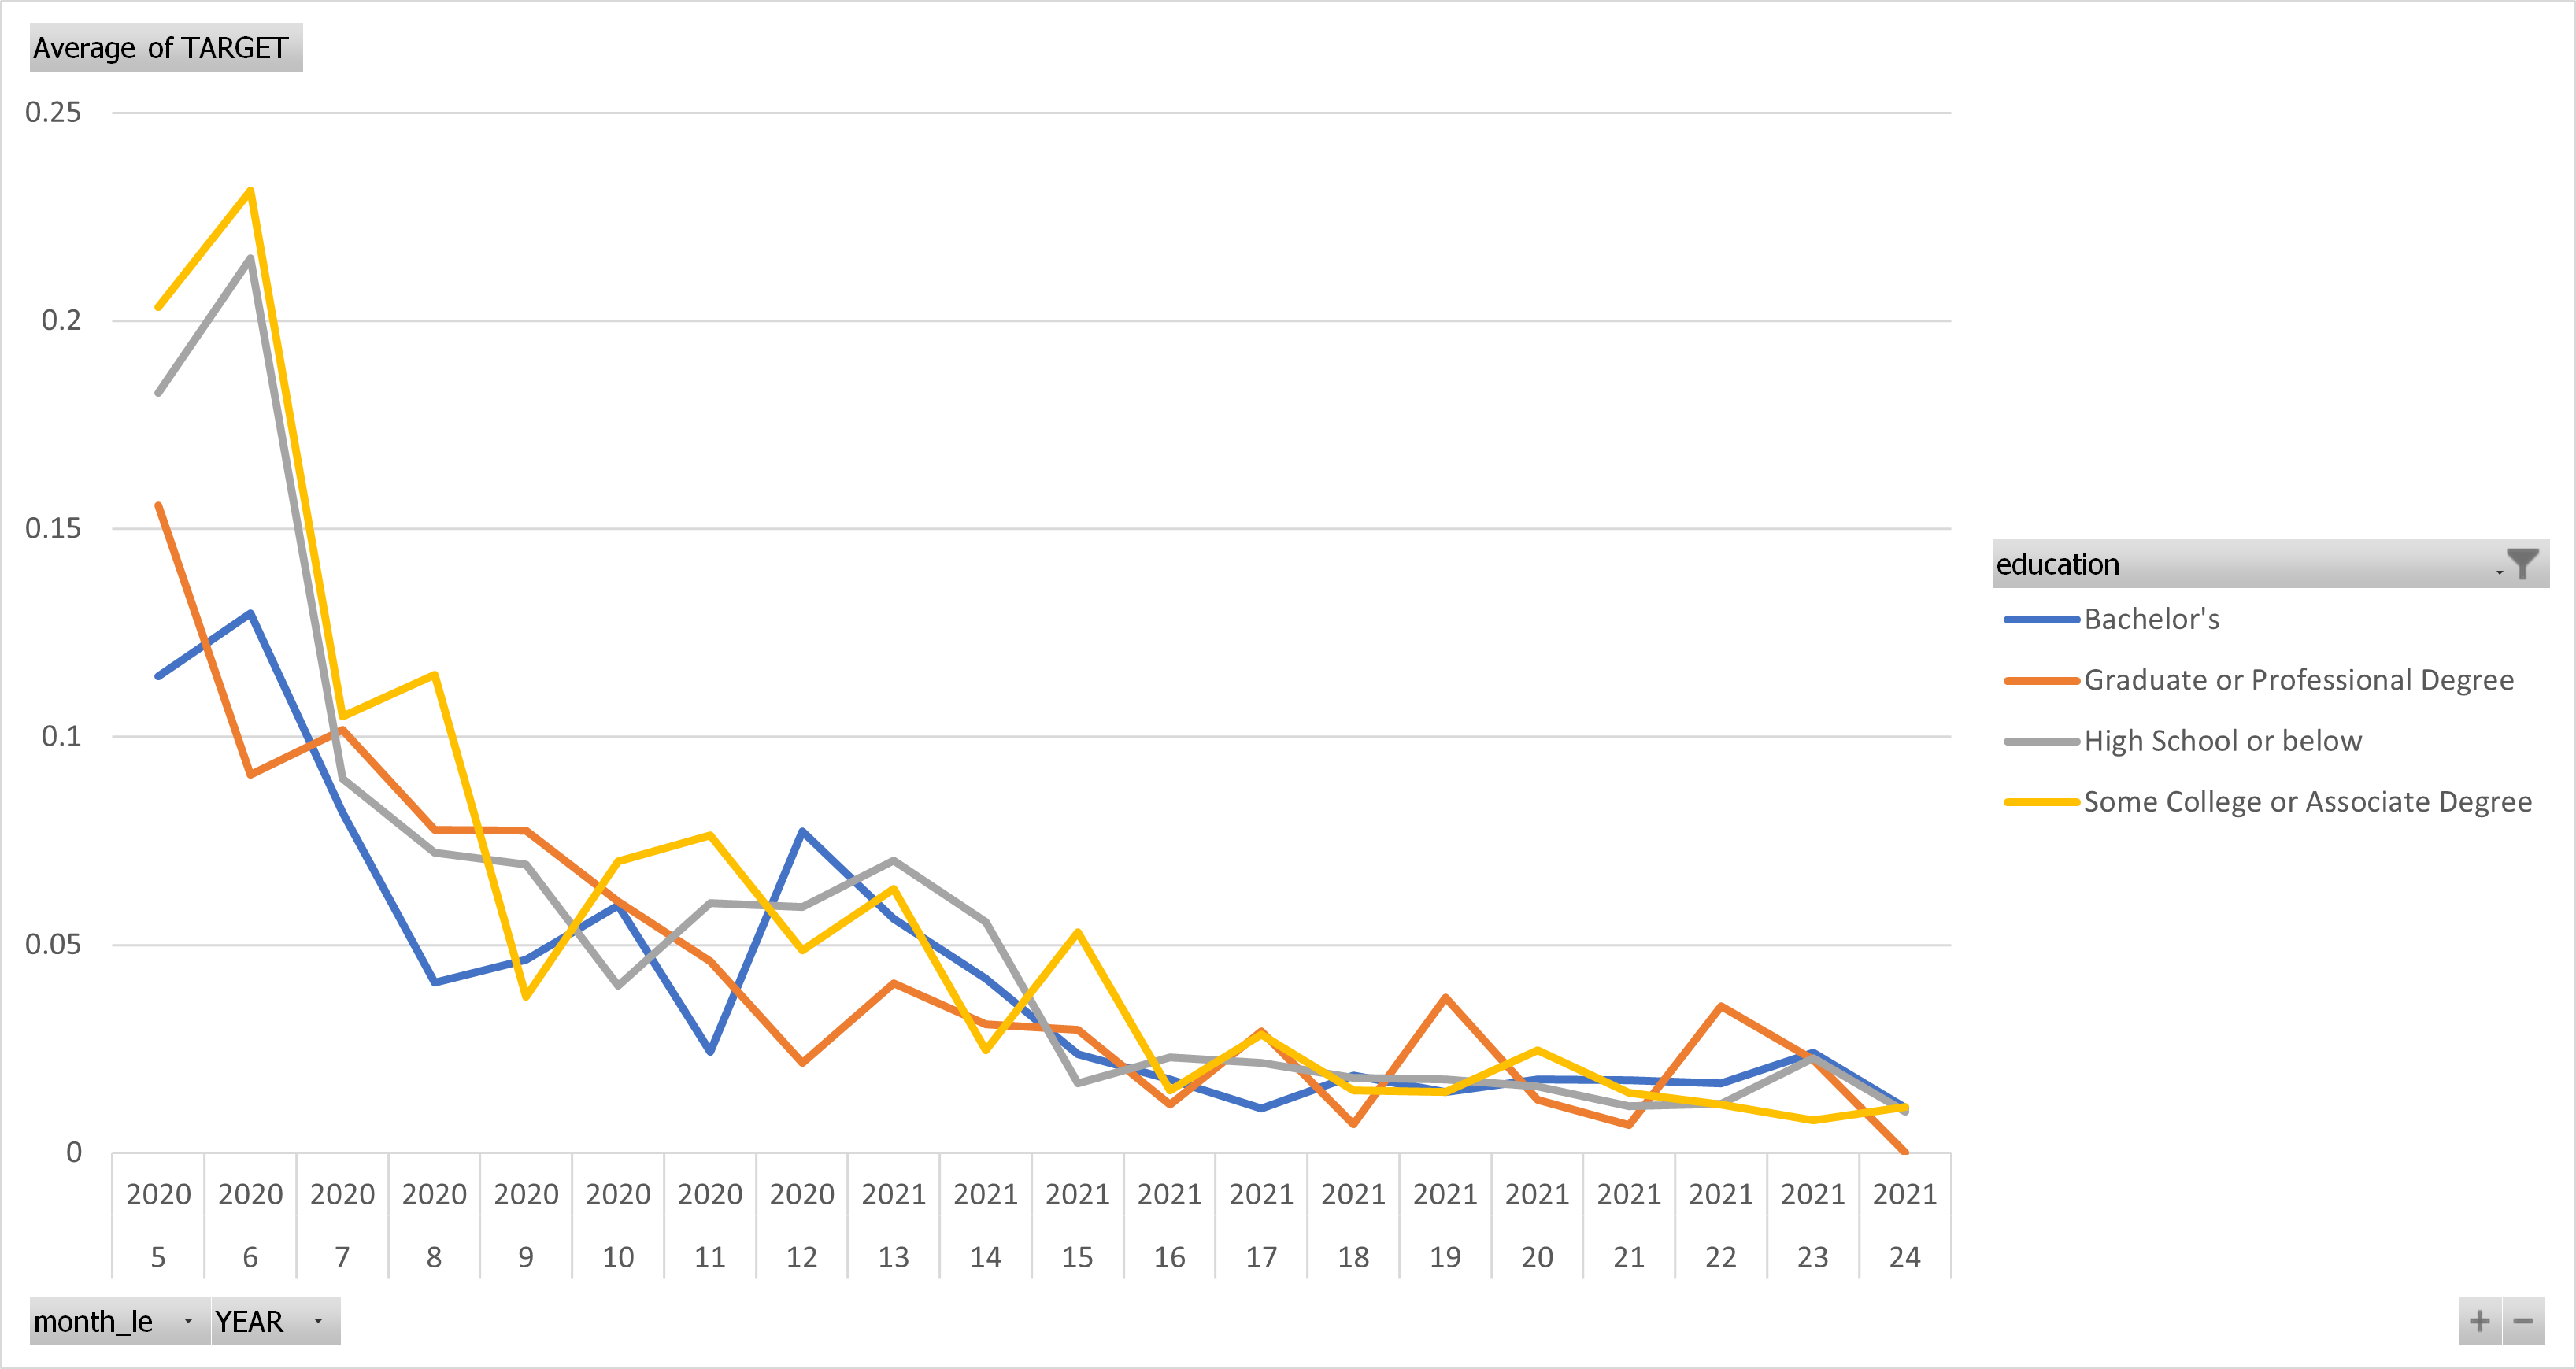 Average of TARGET
0.25
0.2
0.15
0.1
0.05
0
2020 2020 2020 2020 2020 2020 2020 2020 2021 2021 2021 2021 2021 2021 2021 2021 2021 2021 2021 2021
5 6 7 8 9 10 11 12 13 14 15 16 17 18 19 20 21 22 23 24
month_le YEAR
education
Bachelor's
Graduate or Professional Degree
High School or below
Some College or Associate Degree
+ −